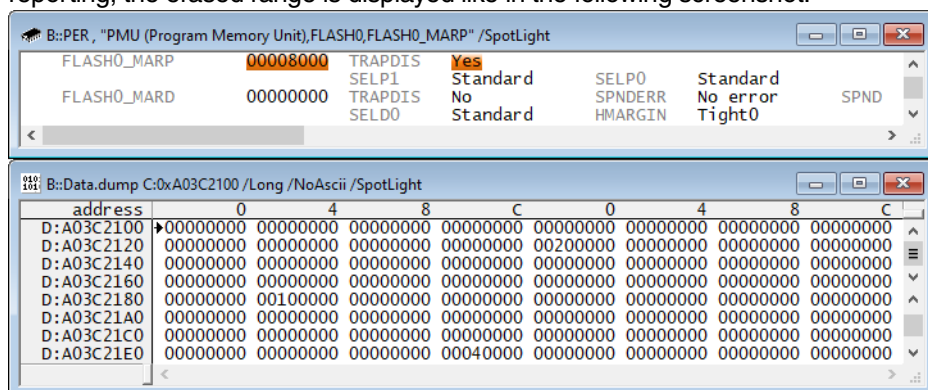 reporting, the erased range is displayed like in the following screenshot.
B::PER , "PMU (Program Memory Unit),FLASH0,FLASH0_MARP" /SpotLight
FLASH0_MARP 00008000 TRAPDIS Yes
SELP1 Standard SELP0 Standard
FLASH0_MARD 00000000 TRAPDIS No SPNDERR No error SPND
SELD0 Standard HMARGIN Tight0
B::Data.dump C:0xA03C2100 /Long /NoAscii /SpotLight
address 0 4 8 C 0 4 8 C
D:A03C2100 00000000 00000000 00000000 00000000 00000000 00000000 00000000 00000000
D:A03C2120 00000000 00000000 00000000 00000000 00200000 00000000 00000000 00000000
D:A03C2140 00000000 00000000 00000000 00000000 00000000 00000000 00000000 00000000
D:A03C2160 00000000 00000000 00000000 00000000 00000000 00000000 00000000 00000000
D:A03C2180 00000000 00100000 00000000 00000000 00000000 00000000 00000000 00000000
D:A03C21A0 00000000 00000000 00000000 00000000 00000000 00000000 00000000 00000000
D:A03C21C0 00000000 00000000 00000000 00000000 00000000 00000000 00000000 00000000
D:A03C21E0 00000000 00000000 00000000 00040000 00000000 00000000 00000000 00000000